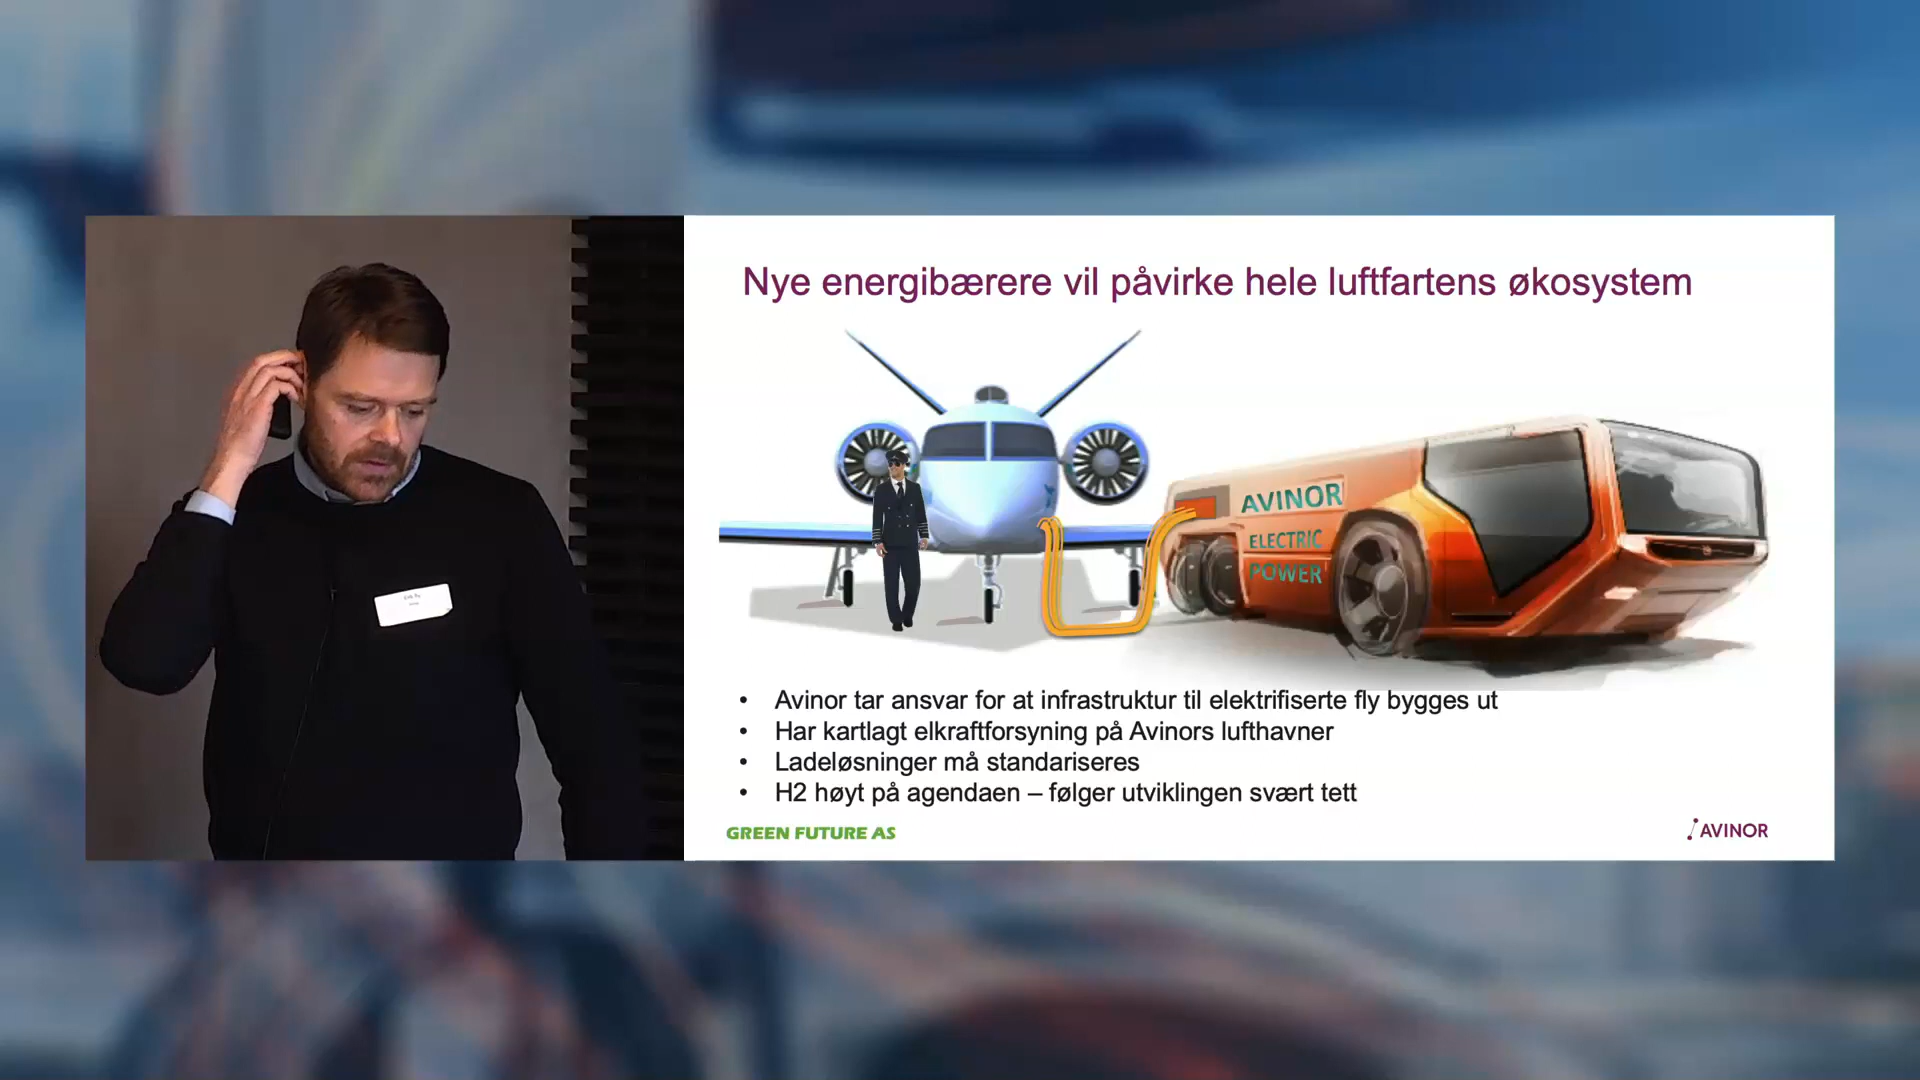 Nye energibærere vil påvirke hele luftfartens økosystem
AVINOR
ELECTRIC
POWER
• Avinor tar ansvar for at infrastruktur til elektrifiserte fly bygges ut
• Har kartlagt elkraftforsyning på Avinors lufthavner
• Ladeløsninger må standariseres
• H2 høyt på agendaen – følger utviklingen svært tett
GREEN FUTURE AS
AVINOR